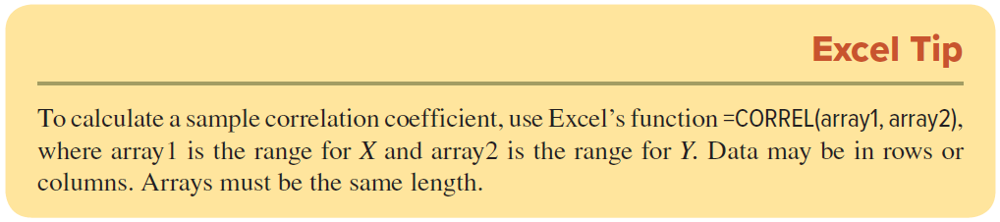 Excel Tip
To calculate a sample correlation coefficient, use Excel’s function =CORREL(array1, array2),
where array1 is the range for X and array2 is the range for Y. Data may be in rows or
columns. Arrays must be the same length.